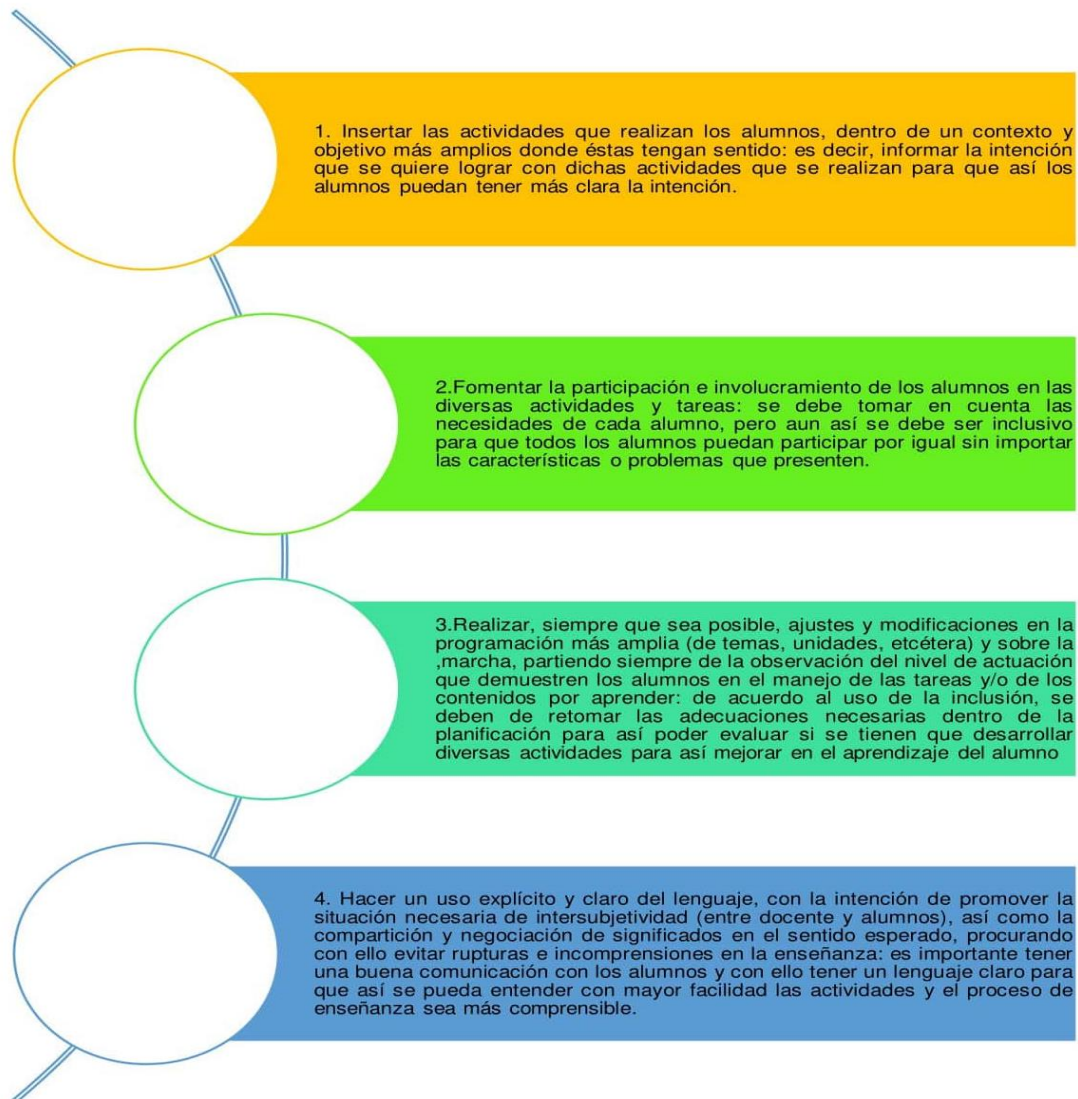 1. Insertar las actividades que realizan los alumnos, dentro de un contexto y
objetivo más amplios donde éstas tengan sentido: es decir, informar la intención
que se quiere lograr con dichas actividades que se realizan para que así los
alumnos puedan tener más clara la intención.
2.Fomentar la participación e involucramiento de los alumnos en las
diversas actividades y tareas: se debe tomar en cuenta las
necesidades de cada alumno, pero aun así se debe ser inclusivo
para que todos los alumnos puedan participar por igual sin importar
las características o problemas que presenten.
3.Realizar, siempre que sea posible, ajustes y modificaciones en la
programación más amplia (de temas, unidades, etcétera) y sobre la
,marcha, partiendo siempre de la observación del nivel de actuación
que demuestren los alumnos en el manejo de las tareas y/o de los
contenidos por aprender: de acuerdo al uso de la inclusión, se
deben de retomar las adecuaciones necesarias dentro de la
planificación para así poder evaluar si se tienen que desarrollar
diversas actividades para así mejorar en el aprendizaje del alumno
4. Hacer un uso explícito y claro del lenguaje, con la intención de promover la
situación necesaria de intersubjetividad (entre docente y alumnos), así como la
compartición y negociación de significados en el sentido esperado, procurando
con ello evitar rupturas e incomprensiones en la enseñanza: es importante tener
una buena comunicación con los alumnos y con ello tener un lenguaje claro para
que así se pueda entender con mayor facilidad las actividades y el proceso de
enseñanza sea más comprensible.